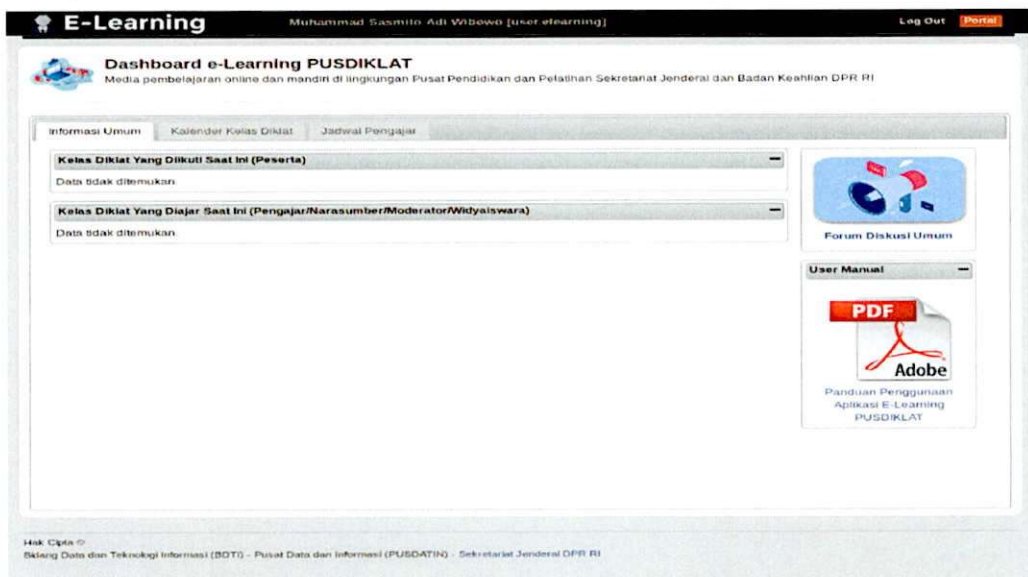 E-Learning
Muhammad Sasmito Adi Wibowo [user elearning]
Log Out
Portal
Dashboard e-Learning PUSDIKLAT
Media pembelajaran online dan mandiri di lingkungan Pusat Pendidikan dan Pelatihan Sekretariat Jenderal dan Badan Keahlian DPR RI
Informasi Umum
Kalender Kelas Diklat
Jadwal Pengajar
Kelas Diklat Yang Diikuti Saat Ini (Peserta)
Data tidak ditemukan.
Kelas Diklat Yang Diajar Saat Ini (Pengajar/Narasumber/Moderator/Widyaiswara)
Data tidak ditemukan.
Forum Diskusi Umum
User Manual
PDF
Adobe
Panduan Penggunaan
Aplikasi E-Learning
PUSDIKLAT
Hak Cipta ©
Bidang Data dan Teknologi Informasi (BDTI) - Pusat Data dan Informasi (PUSDATIN) - Sekretariat Jenderal DPR RI